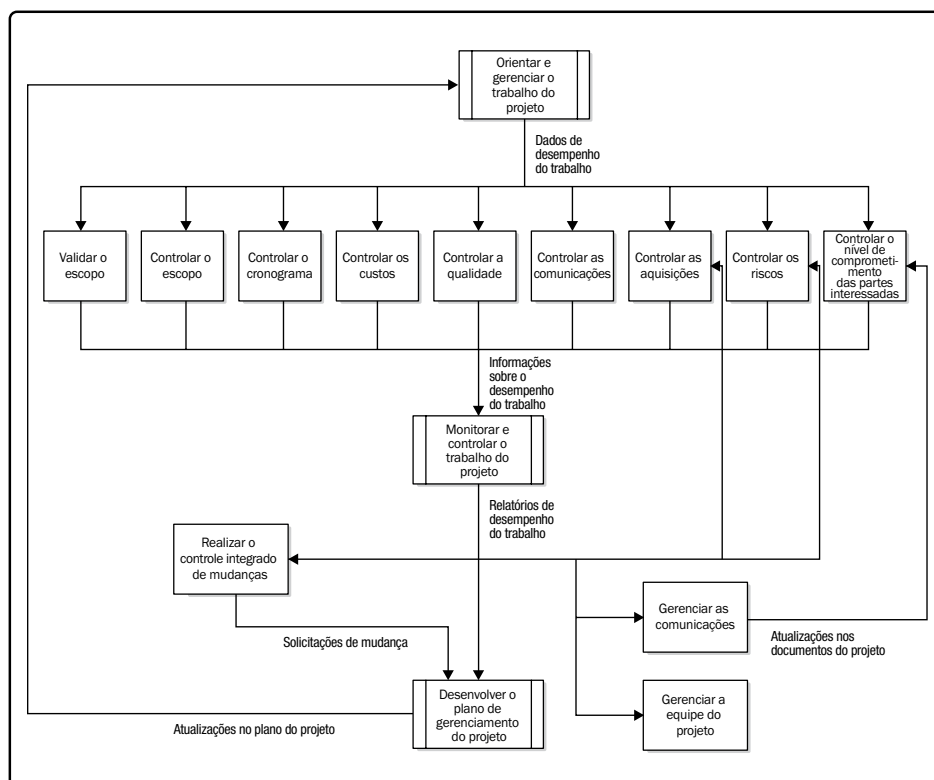 Orientar e
gerenciar o
trabalho do
projeto
Dados de
desempenho
do trabalho
Validar o
escopo
Controlar o
escopo
Controlar o
cronograma
Controlar os
custos
Controlar a
qualidade
Controlar as
comunicações
Controlar as
aquisições
Controlar os
riscos
Controlar o
nível de
comprometi-
mento
das partes
interessadas
Informações
sobre o
desempenho
do trabalho
Monitorar e
controlar o
trabalho do
projeto
Relatórios de
desempenho
do trabalho
Realizar o
controle integrado
de mudanças
Gerenciar as
comunicações
Solicitações de mudança
Atualizações nos
documentos do projeto
Desenvolver o
plano de
gerenciamento
do projeto
Gerenciar a
equipe do
projeto
Atualizações no plano do projeto